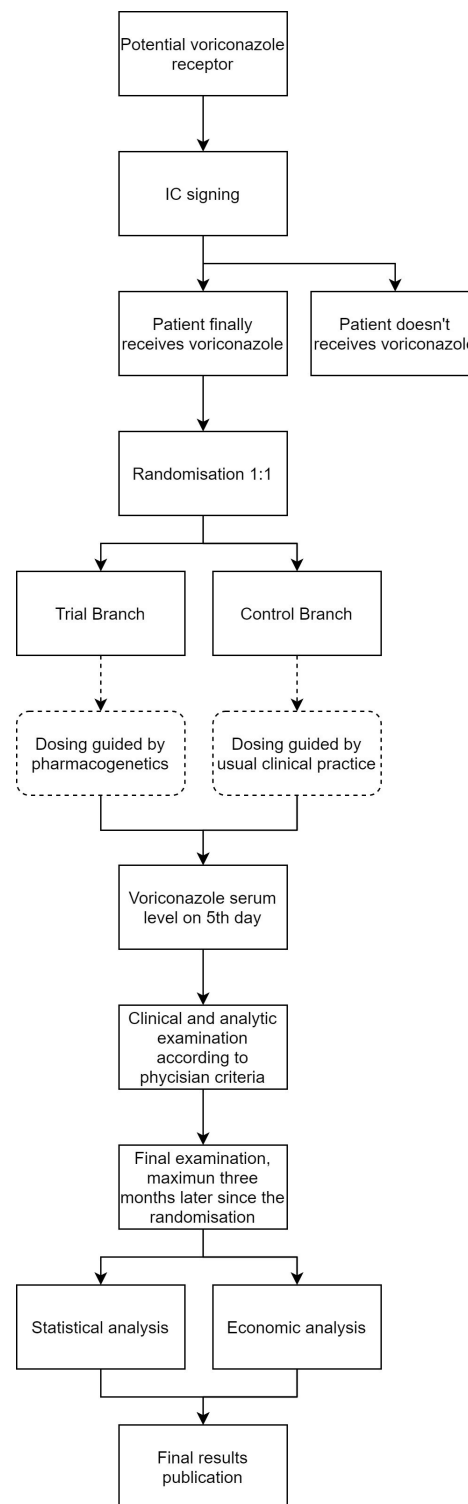 Potential voriconazole
receptor
IC signing
Patient finally
receives voriconazole
Patient doesn't
receives voriconazole
Randomisation 1:1
Trial Branch
Control Branch
Dosing guided by
pharmacogenetics
Dosing guided by
usual clinical practice
Voriconazole serum
level on 5th day
Clinical and analytic
examination
according to
phycisian criteria
Final examination,
maximun three
months later since the
randomisation
Statistical analysis
Economic analysis
Final results
publication